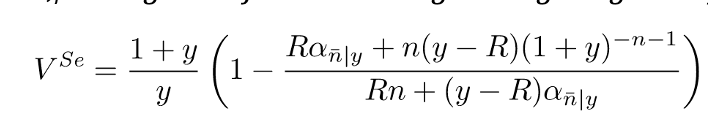 V^{Se} = \frac{1+y}{y} \left( 1 - \frac{R\alpha_{\bar{n}|y} + n(y-R)(1+y)^{-n-1}}{Rn + (y-R)\alpha_{\bar{n}|y}} \right)